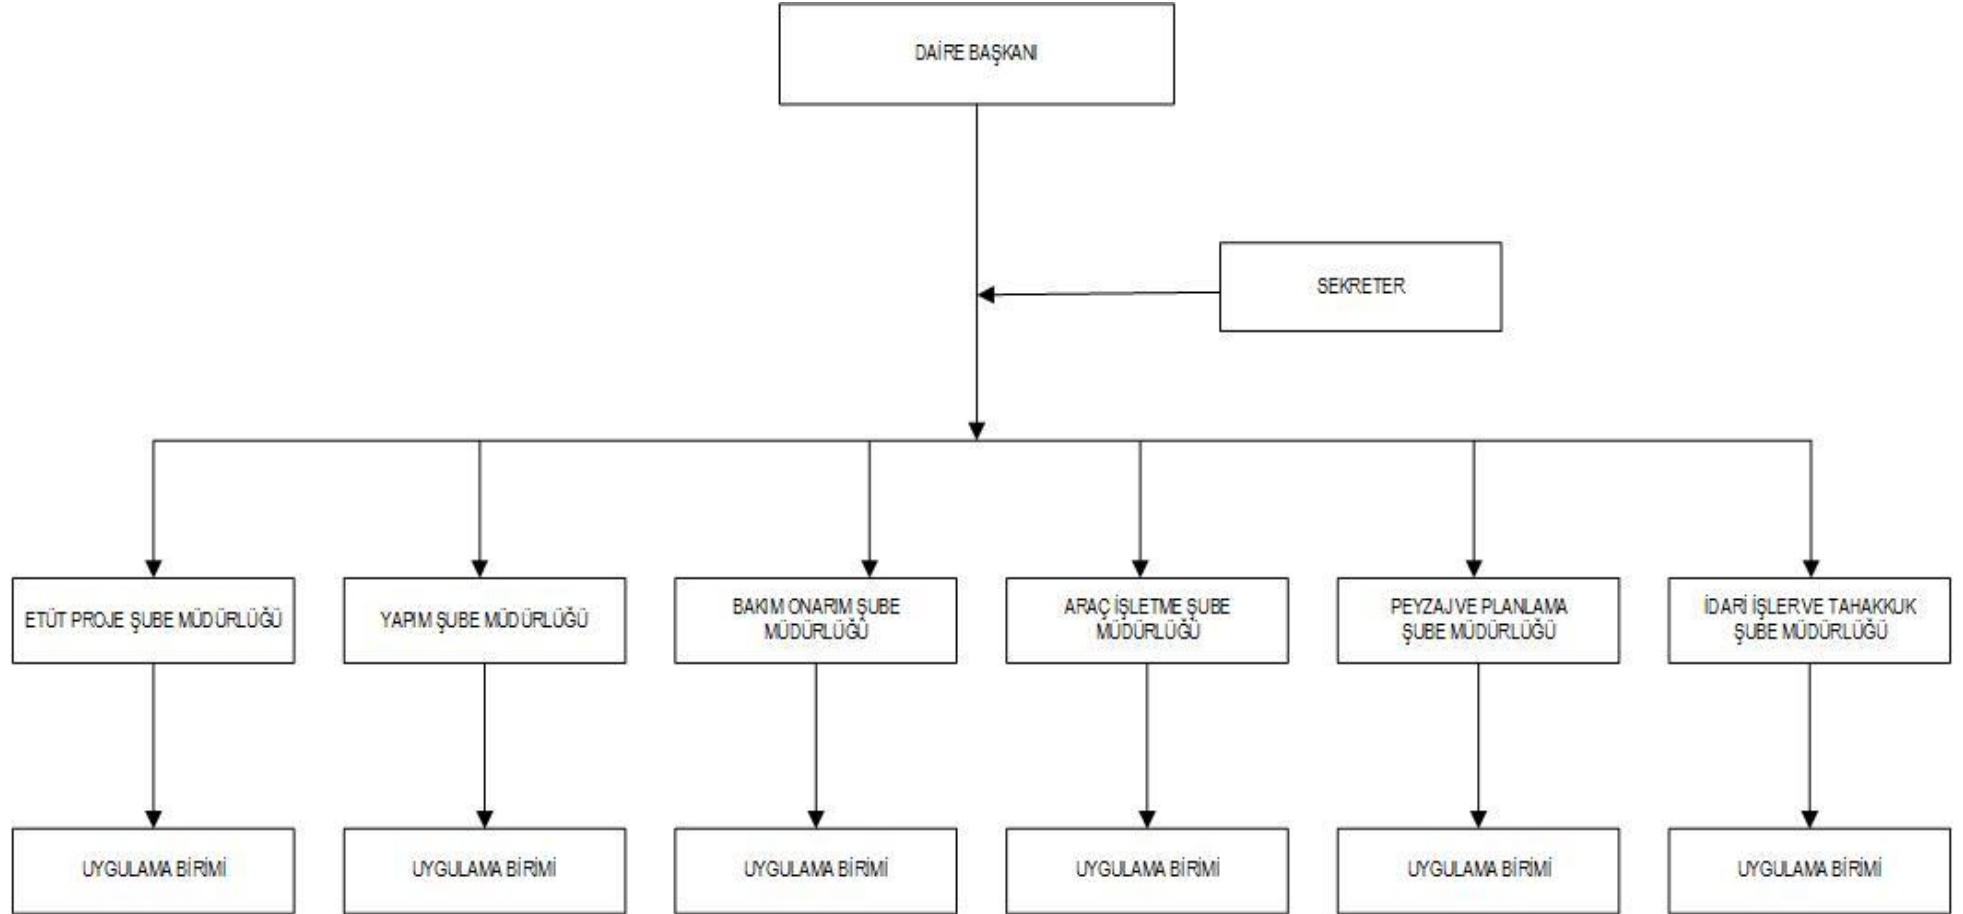 DAİRE BAŞKANI
SEKRETER
ETÜT PROJE ŞUBE MÜDÜRLÜĞÜ
YAPIM ŞUBE MÜDÜRLÜĞÜ
BAKIM ONARIM ŞUBE
MÜDÜRLÜĞÜ
ARAÇ İŞLETME ŞUBE
MÜDÜRLÜĞÜ
PEYZAJ VE PLANLAMA
ŞUBE MÜDÜRLÜĞÜ
İDARİ İŞLER VE TAHAKKUK
ŞUBE MÜDÜRLÜĞÜ
UYGULAMA BİRİMİ
UYGULAMA BİRİMİ
UYGULAMA BİRİMİ
UYGULAMA BİRİMİ
UYGULAMA BİRİMİ
UYGULAMA BİRİMİ